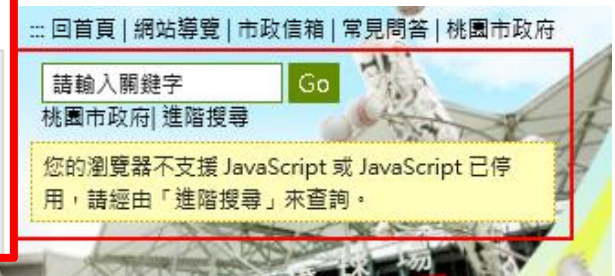 ::: 回首頁 | 網站導覽 | 市政信箱 | 常見問答 | 桃園市政府
請輸入關鍵字 Go
桃園市政府| 進階搜尋
您的瀏覽器不支援 JavaScript 或 JavaScript 已停
用，請經由「進階搜尋」來查詢。
球場